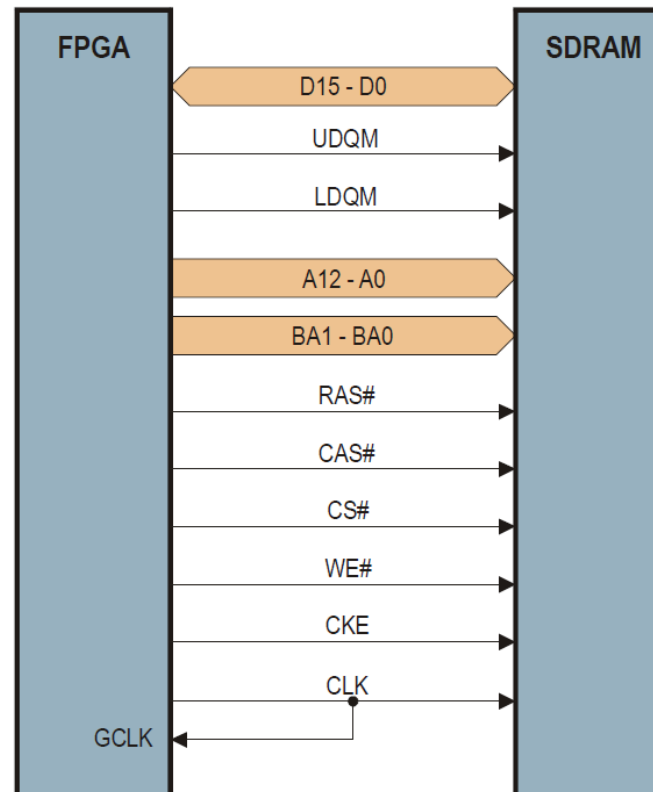 FPGA
SDRAM
D15 - D0
UDQM
LDQM
A12 - A0
BA1 - BA0
RAS#
CAS#
CS#
WE#
CKE
CLK
GCLK